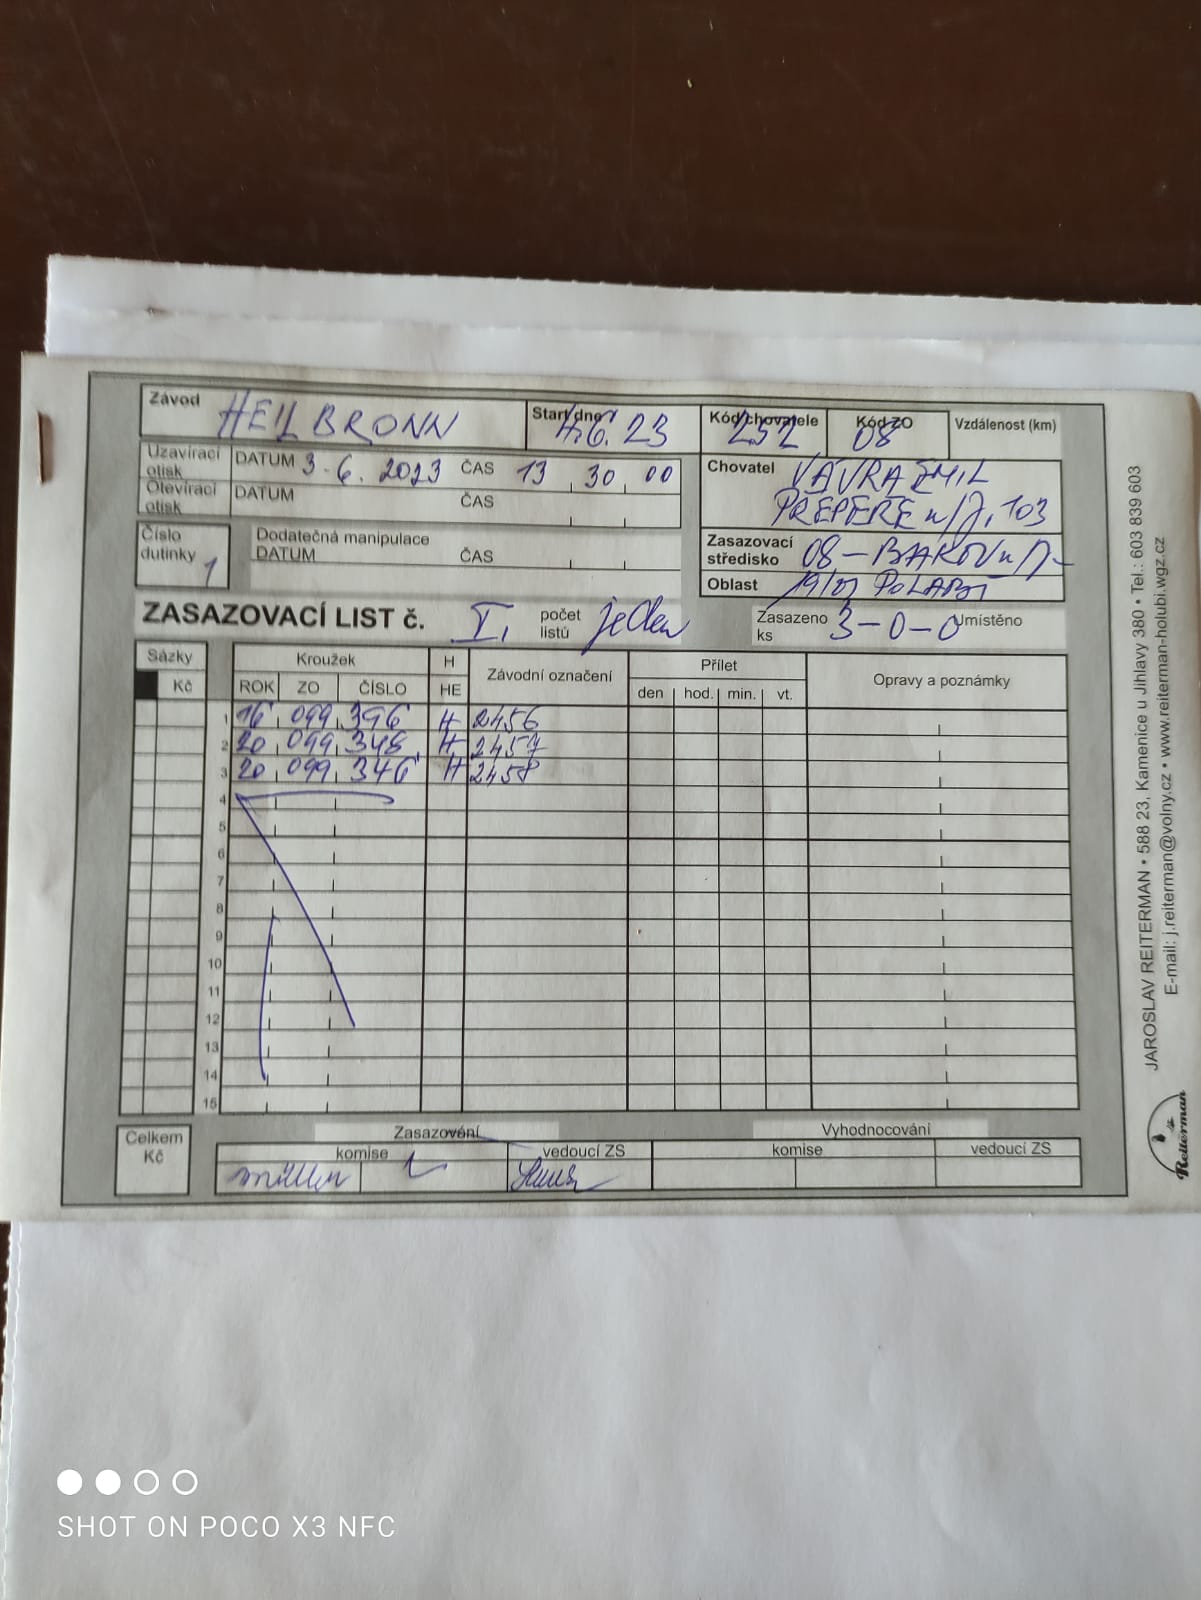 Závod HEILBRONN Start dne 4.6.23 Kód chovatele 252 Kód ZO 08 Vzdálenost (km)
Uzavírací otisk DATUM 3-6.2023 ČAS 13 30 00
Otevírací otisk DATUM ČAS
Chovatel VÁVRA EMIL
PŘEPEŘE n/J, 103
Číslo dutinky 1 Dodatečná manipulace
DATUM ČAS
Zasazovací středisko 08-BAKOV n/J-
Oblast POLABÍ
ZASAZOVACÍ LIST č. I, počet listů jeden Zasazeno ks 3-0-0 Umístěno
Sázky Kroužek H Závodní označení Přílet Opravy a poznámky
Kč ROK ZO ČÍSLO HE den hod. min. vt.
1 16 099 396 H 2456
2 20 099 348 H 2457
3 20 099 346 H 2458
4
5
6
7
8
9
10
11
12
13
14
15
Celkem Kč Zasazování Vyhodnocování
komise vedoucí ZS komise vedoucí ZS
JAROSLAV REITERMAN • 588 23, Kamenice u Jihlavy 380 • Tel.: 603 839 603
E-mail: j.reiterman@volny.cz • www.reiterman-holubi.wgz.cz
Reiterman
SHOT ON POCO X3 NFC